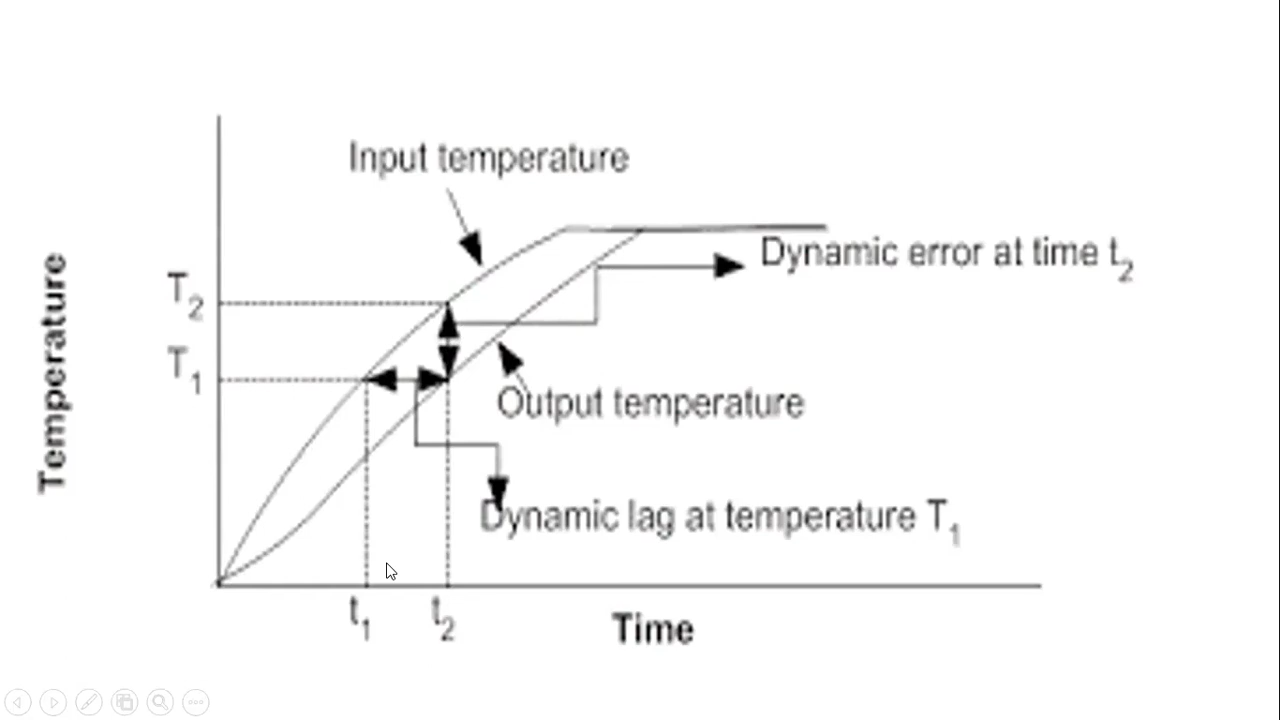 Input temperature
Dynamic error at time t₂
T₂
T₁
Temperature
Output temperature
Dynamic lag at temperature T₁
t₁
t₂
Time